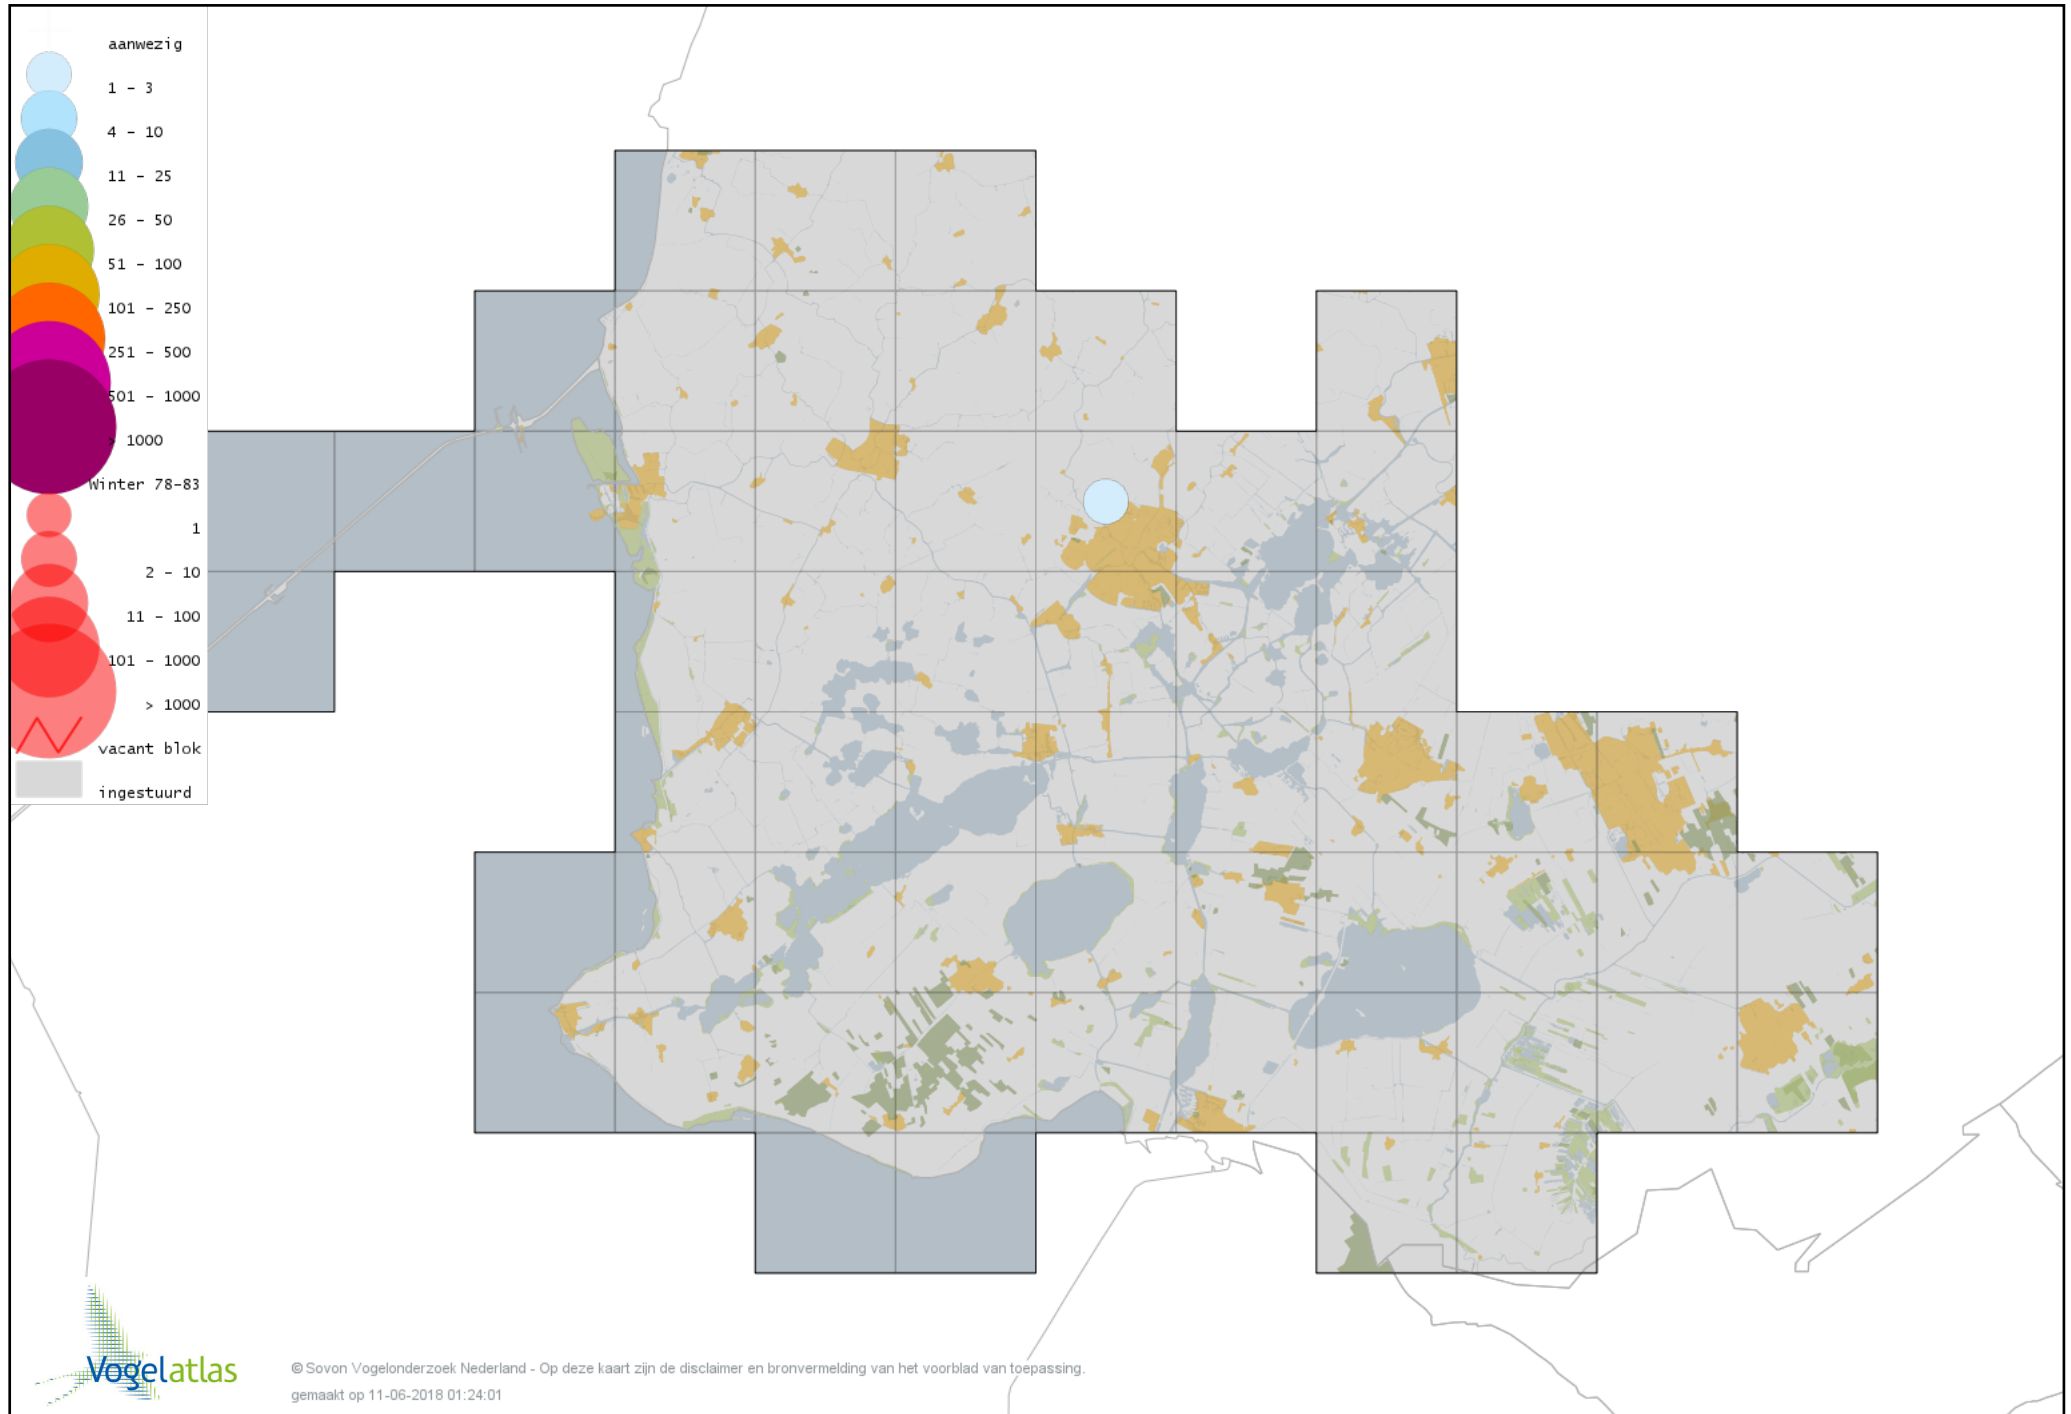 aanwezig
1 - 3
4 - 10
11 - 25
26 - 50
51 - 100
101 - 250
251 - 500
501 - 1000
> 1000
Winter 78-83
1
2 - 10
11 - 100
101 - 1000
> 1000
vacant blok
ingestuurd
Vogelatlas
© Sovon Vogelonderzoek Nederland - Op deze kaart zijn de disclaimer en bronvermelding van het voorblad van toepassing.
gemaakt op 11-06-2018 01:24:01